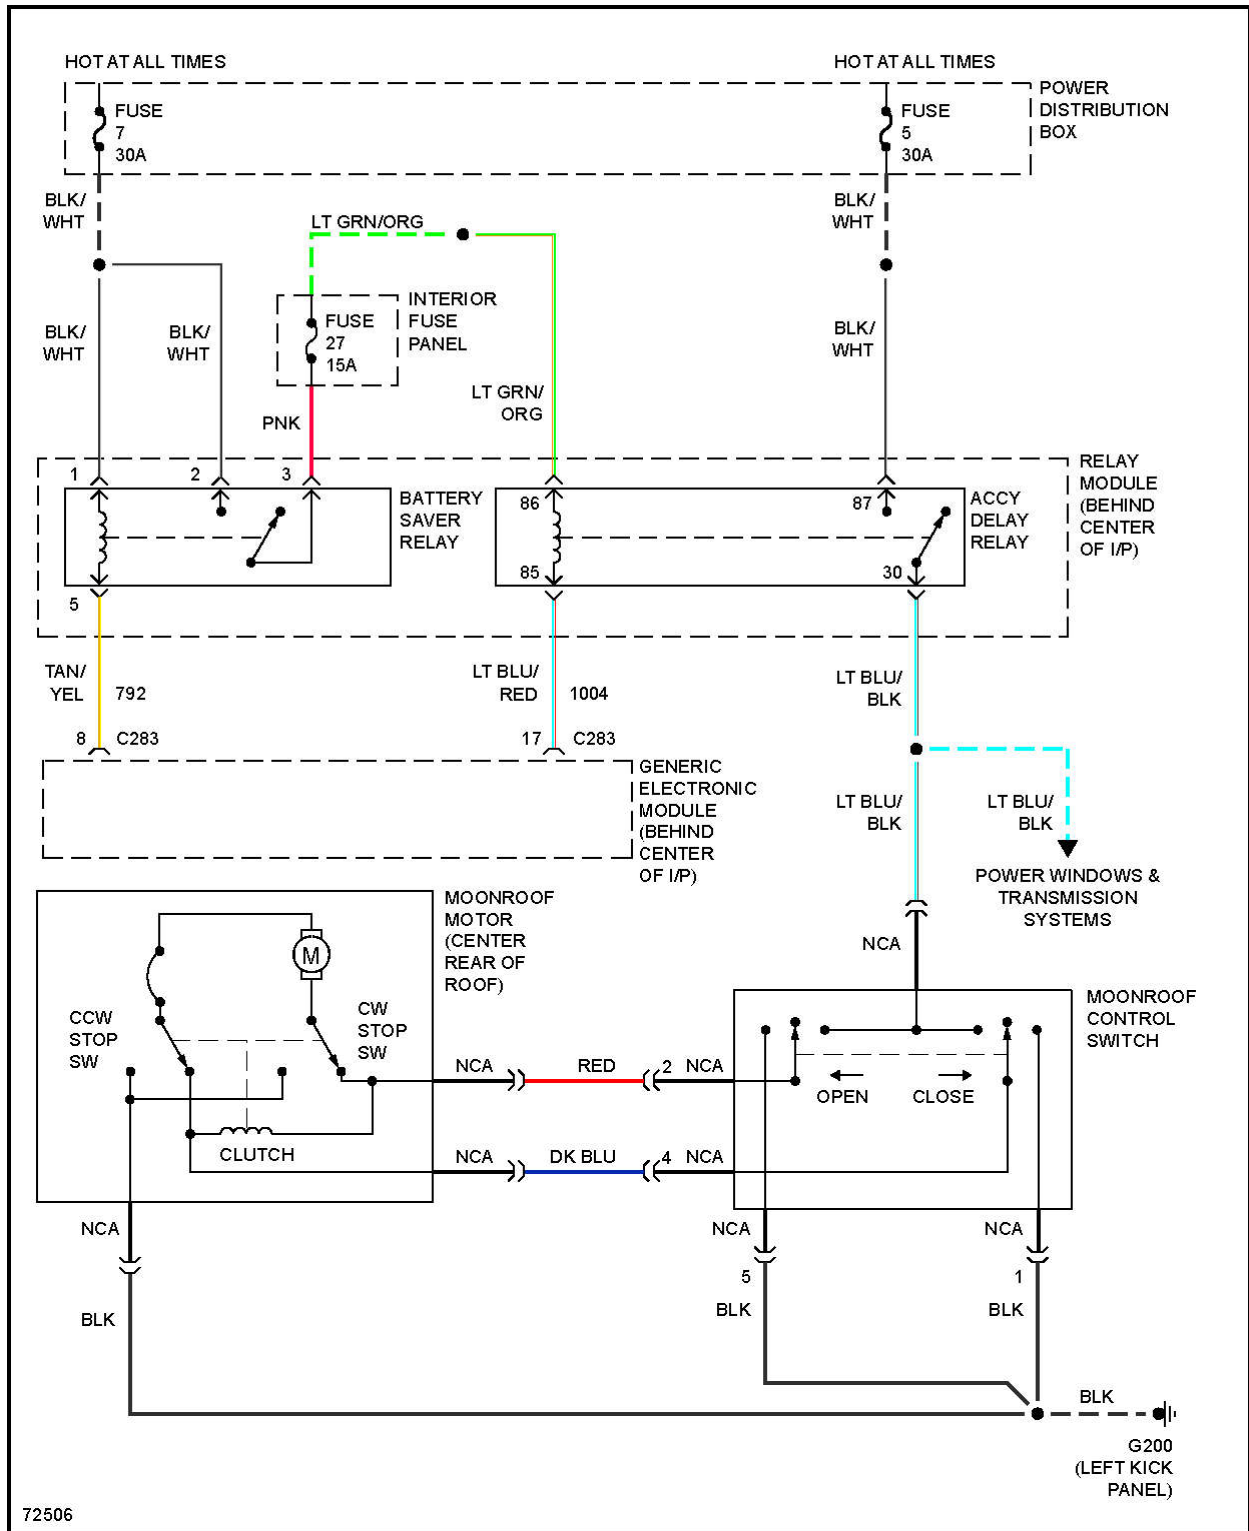 HOT AT ALL TIMES
HOT AT ALL TIMES
FUSE
7
30A
FUSE
5
30A
POWER
DISTRIBUTION
BOX
BLK/
WHT
LT GRN/ORG
BLK/
WHT
INTERIOR
FUSE
PANEL
FUSE
27
15A
BLK/
WHT
BLK/
WHT
BLK/
WHT
LT GRN/
ORG
PNK
1
2
3
BATTERY
SAVER
RELAY
86
85
87
30
ACCY
DELAY
RELAY
RELAY
MODULE
(BEHIND
CENTER
OF I/P)
5
TAN/
YEL
792
LT BLU/
RED
1004
LT BLU/
BLK
8
C283
17
C283
GENERIC
ELECTRONIC
MODULE
(BEHIND
CENTER
OF I/P)
LT BLU/
BLK
LT BLU/
BLK
POWER WINDOWS &
TRANSMISSION
SYSTEMS
MOONROOF
MOTOR
(CENTER
REAR OF
ROOF)
M
CCW
STOP
SW
CW
STOP
SW
CLUTCH
NCA
MOONROOF
CONTROL
SWITCH
OPEN
CLOSE
NCA
RED
2
NCA
NCA
DK BLU
4
NCA
NCA
NCA
NCA
5
1
BLK
BLK
BLK
BLK
G200
(LEFT KICK
PANEL)
72506